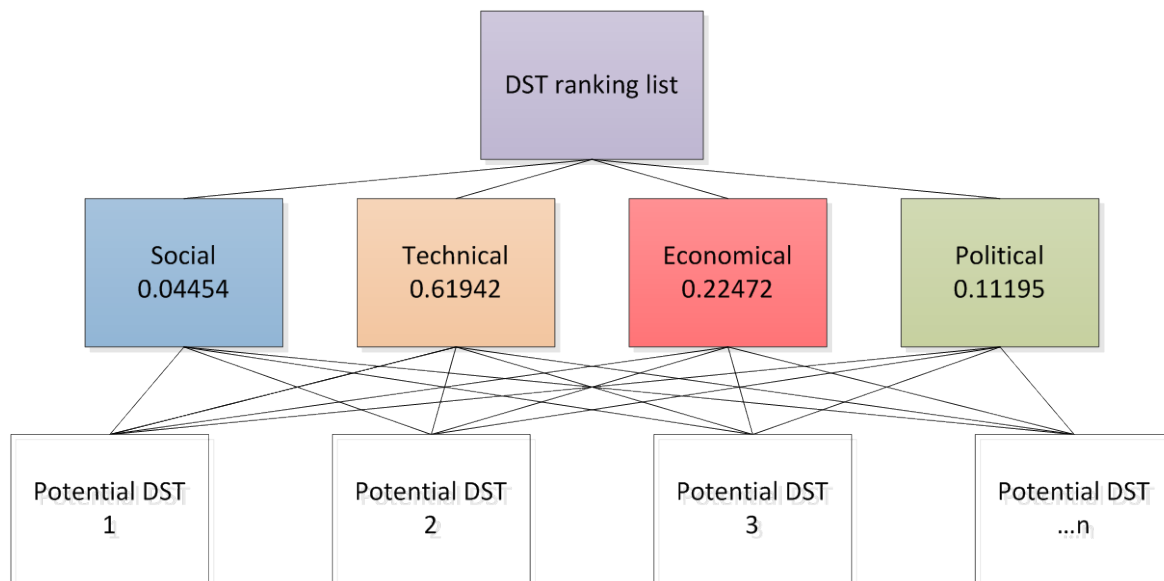 DST ranking list
Social
0.04454
Technical
0.61942
Economical
0.22472
Political
0.11195
Potential DST
1
Potential DST
2
Potential DST
3
Potential DST
...n